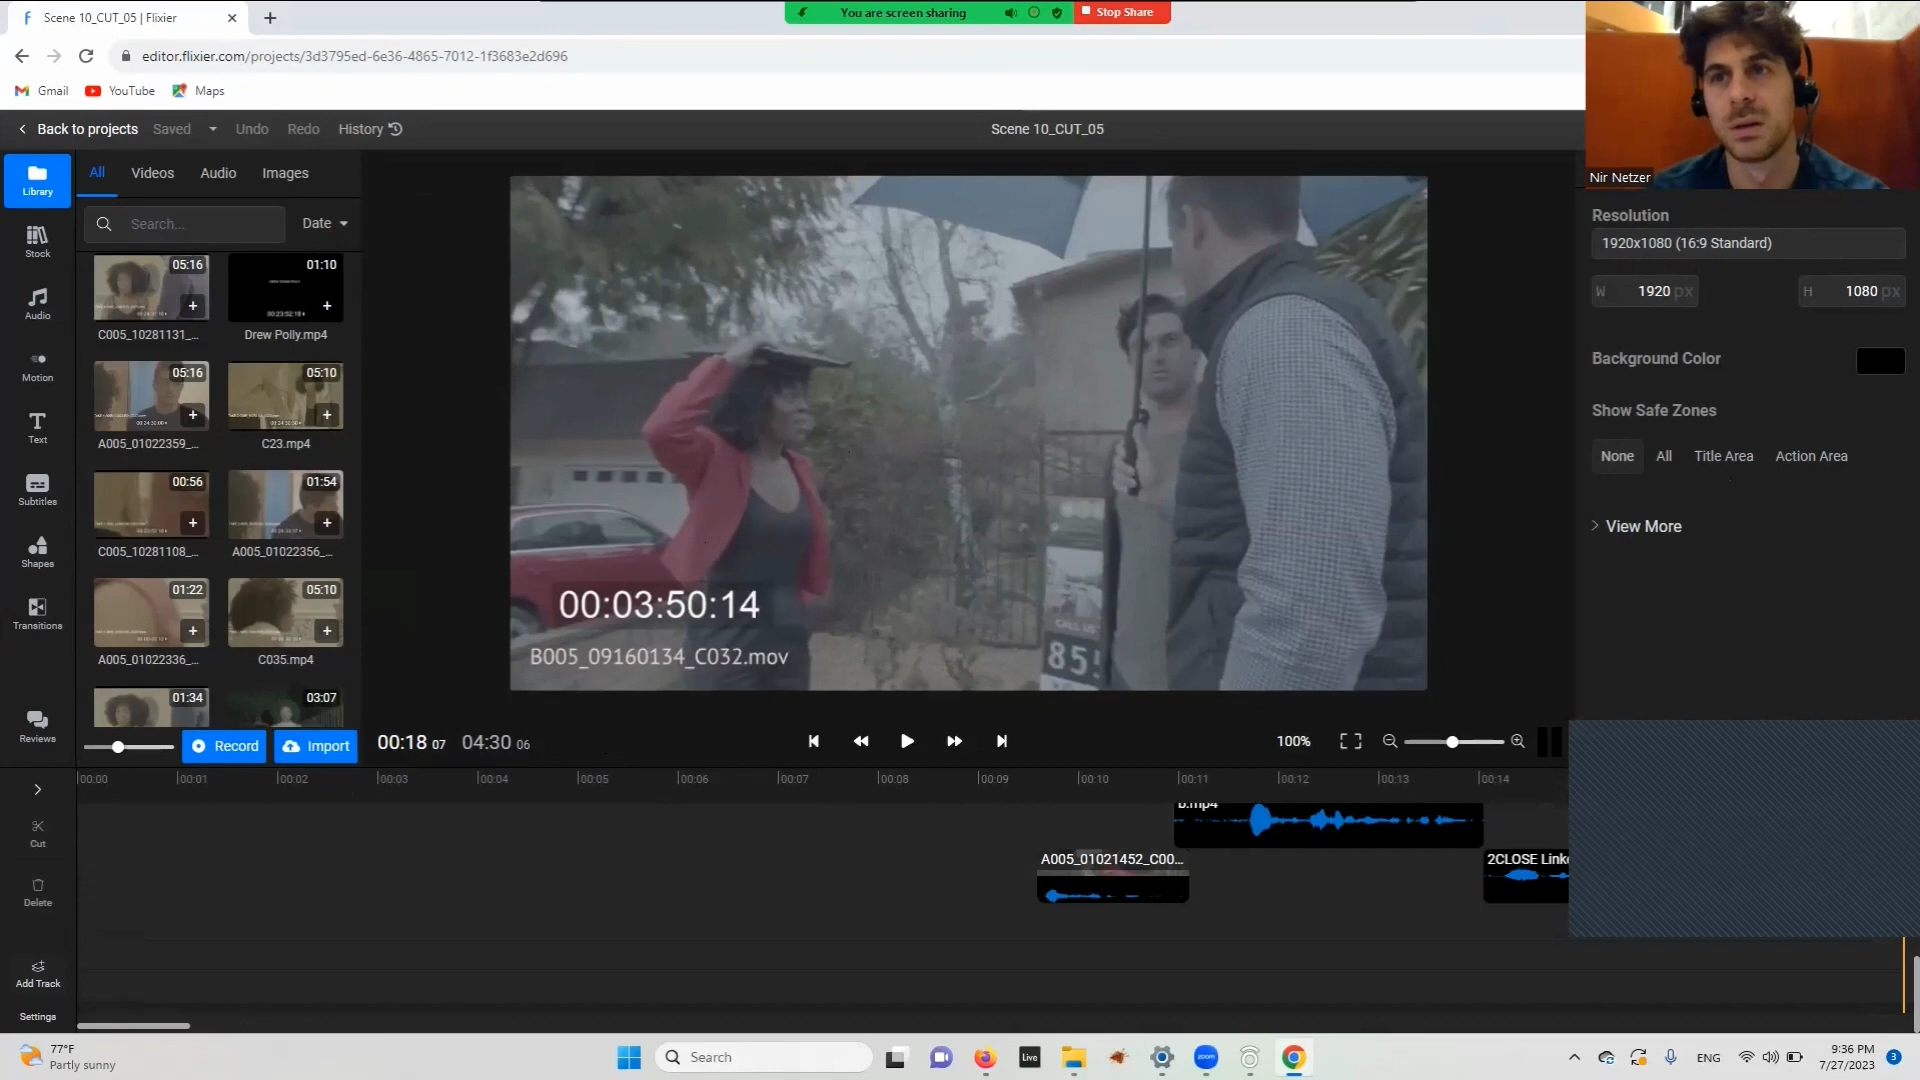 Scene 10_CUT_05 | Flixier
You are screen sharing
Stop Share
editor.flixier.com/projects/3d3795ed-6e36-4865-7012-1f3683e2d696
Gmail YouTube Maps
Back to projects Saved Undo Redo History
Scene 10_CUT_05
Nir Netzer
Library
Stock
Audio
Motion
Text
Subtitles
Shapes
Transitions
Reviews
All Videos Audio Images
Search... Date
05:16 01:10
C005_10281131_... Drew Polly.mp4
05:16 05:10
A005_01022359_... C23.mp4
00:56 01:54
C005_10281108_... A005_01022356_...
01:22 05:10
A005_01022336_... C035.mp4
01:34 03:07
Record Import
CALL US
85
00:03:50:14
B005_09160134_C032.mov
Resolution
1920x1080 (16:9 Standard)
W 1920 px H 1080 px
Background Color
Show Safe Zones
None All Title Area Action Area
View More
00:18 07 04:30 06
100%
00:00 00:01 00:02 00:03 00:04 00:05 00:06 00:07 00:08 00:09 00:10 00:11 00:12 00:13 00:14
b.mp4
A005_01021452_C00...
2CLOSE Link
Cut
Delete
Add Track
Settings
77°F
Partly sunny
Search
Live
zoom
ENG
9:36 PM
7/27/2023
3